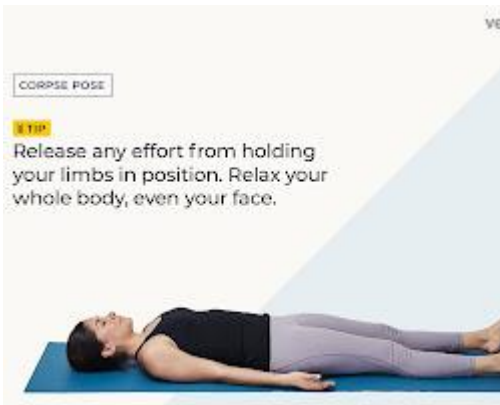 CORPSE POSE
TIP
Release any effort from holding
your limbs in position. Relax your
whole body, even your face.